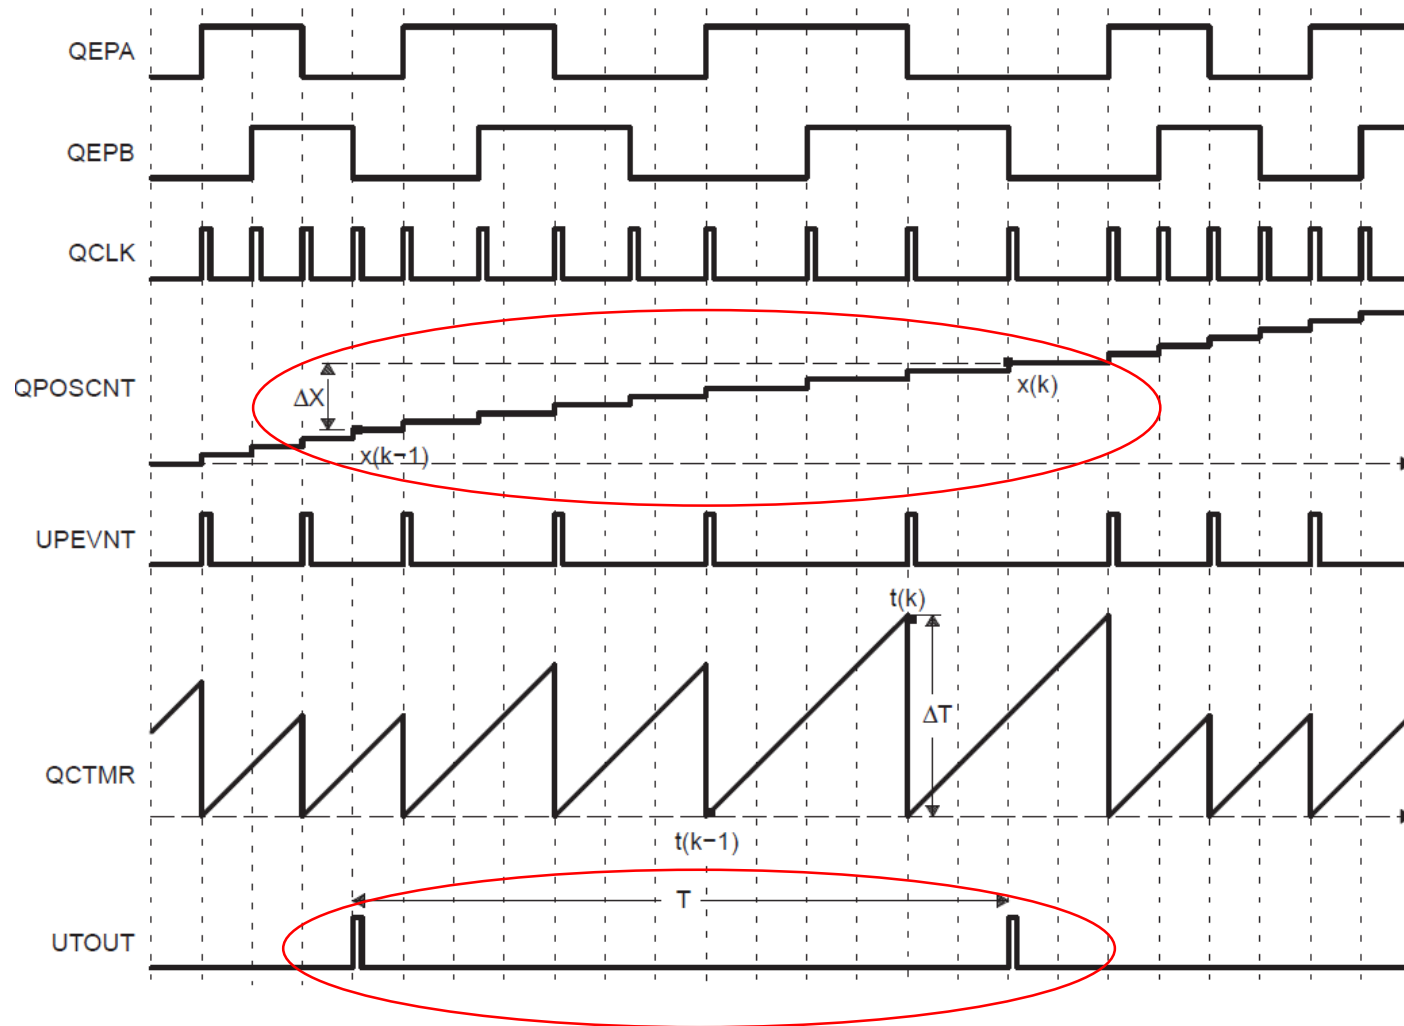 QEPA
QEPB
QCLK
QPOSCNT
ΔX
x(k)
x(k−1)
UPEVNT
t(k)
ΔT
QCTMR
t(k−1)
T
UTOUT